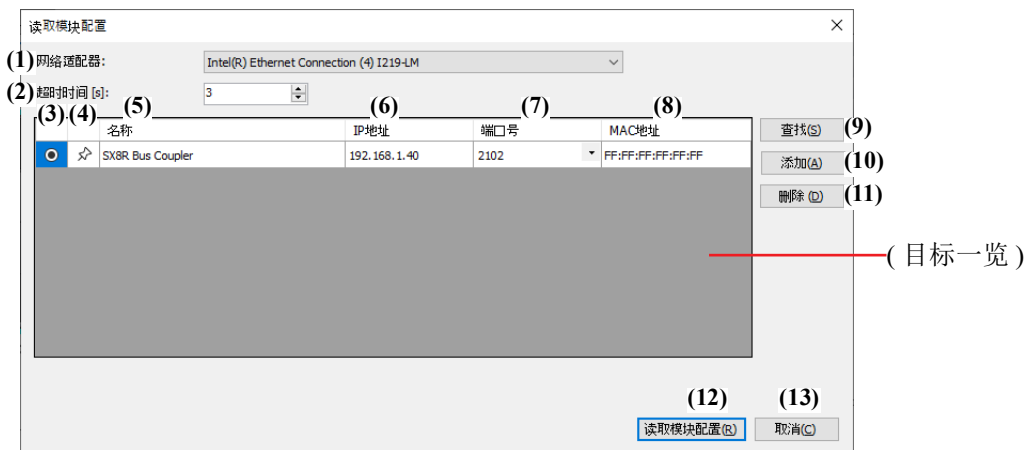 读取模块配置
(1) 网络适配器: Intel(R) Ethernet Connection (4) I219-LM
(2) 超时时间 [s]: 3
(3) (4) (5) (6) (7) (8)
名称 IP地址 端口号 MAC地址 查找(S) (9)
SX8R Bus Coupler 192.168.1.40 2102 FF:FF:FF:FF:FF:FF 添加(A) (10)
删除 (D) (11)
( 目标一览 )
(12) (13)
读取模块配置(R) 取消(C)